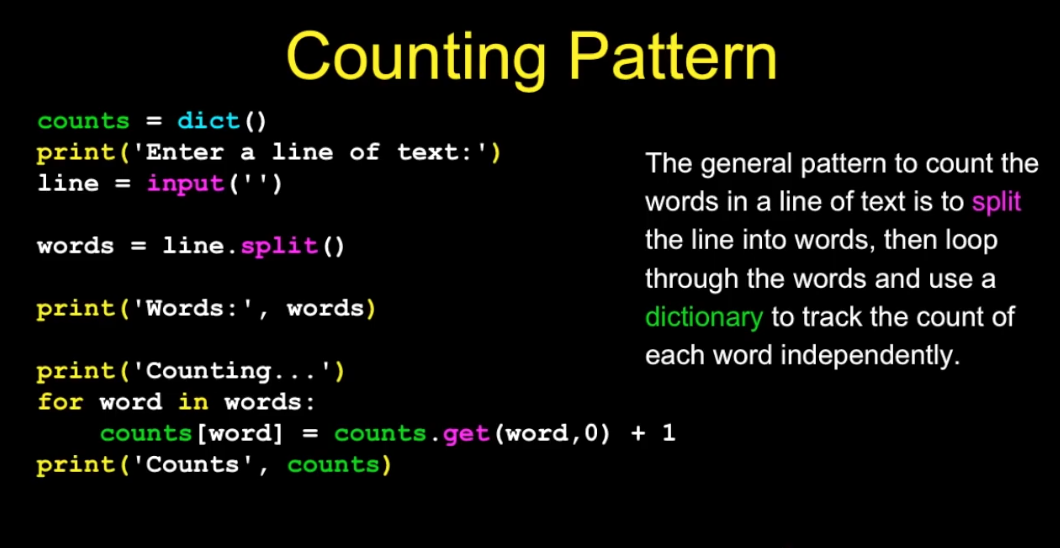 Counting Pattern
counts = dict()
print('Enter a line of text:')
line = input('')
words = line.split()
print('Words:', words)
print('Counting...')
for word in words:
    counts[word] = counts.get(word,0) + 1
print('Counts', counts)
The general pattern to count the
words in a line of text is to split
the line into words, then loop
through the words and use a
dictionary to track the count of
each word independently.